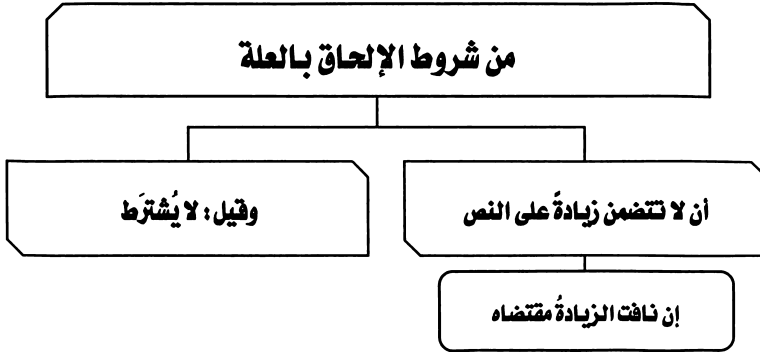 من شروط الإلحاق بالعلة
أن لا تتضمن زيادةً على النص
وقيل: لا يُشترَط
إن نافت الزيادةُ مقتضاه